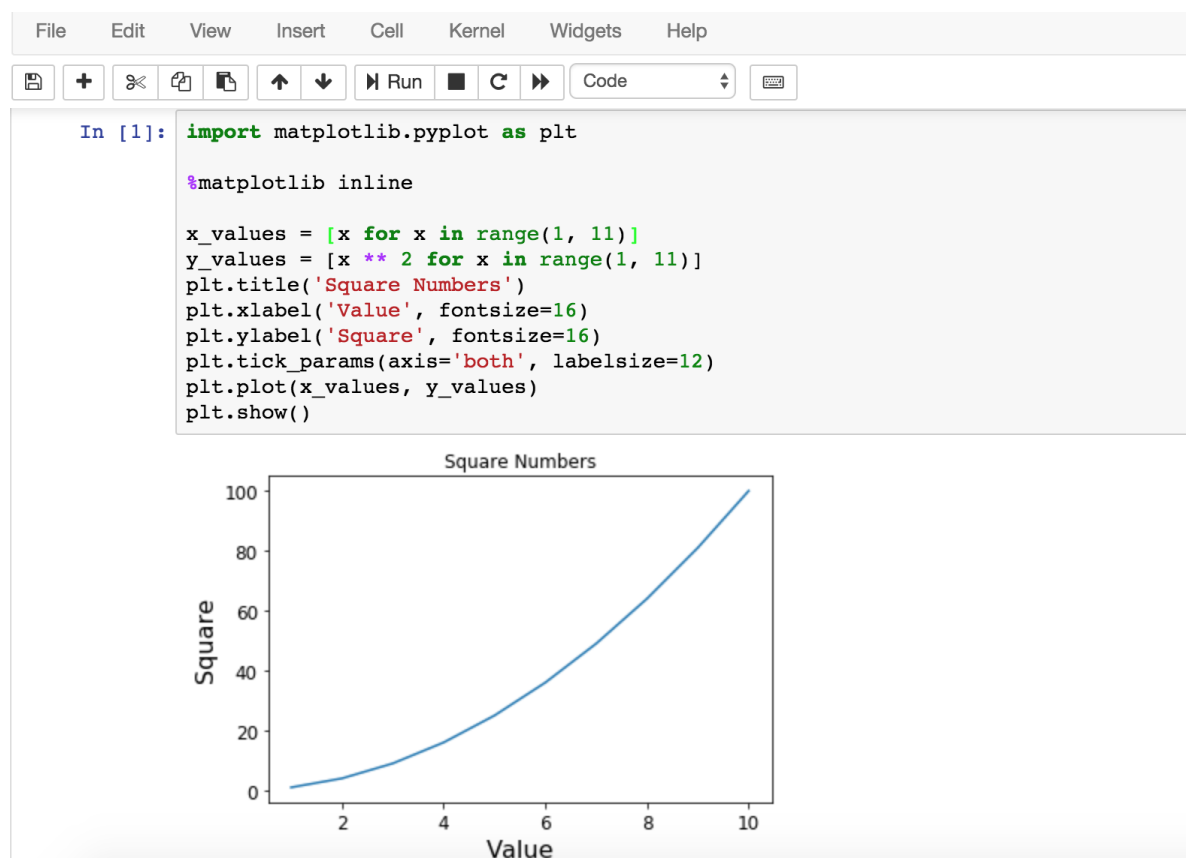 File Edit View Insert Cell Kernel Widgets Help
Run Code
In [1]: import matplotlib.pyplot as plt
%matplotlib inline
x_values = [x for x in range(1, 11)]
y_values = [x ** 2 for x in range(1, 11)]
plt.title('Square Numbers')
plt.xlabel('Value', fontsize=16)
plt.ylabel('Square', fontsize=16)
plt.tick_params(axis='both', labelsize=12)
plt.plot(x_values, y_values)
plt.show()
Square Numbers
100
80
60
40
20
0
Square
2 4 6 8 10
Value